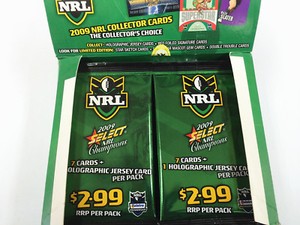 NRL
2009 NRL COLLECTOR CARDS
THE COLLECTOR'S CHOICE
SUPERSTAR
SLATER
NRL
2009
SELECT
NRL
Champions
7 CARDS +
HOLOGRAPHIC JERSEY CARD
PER PACK
$2.99
RRP PER PACK
NRL
2009
SELECT
NRL
Champions
7 CARDS +
1 HOLOGRAPHIC JERSEY CARD
PER PACK
$2.99
RRP PER PACK